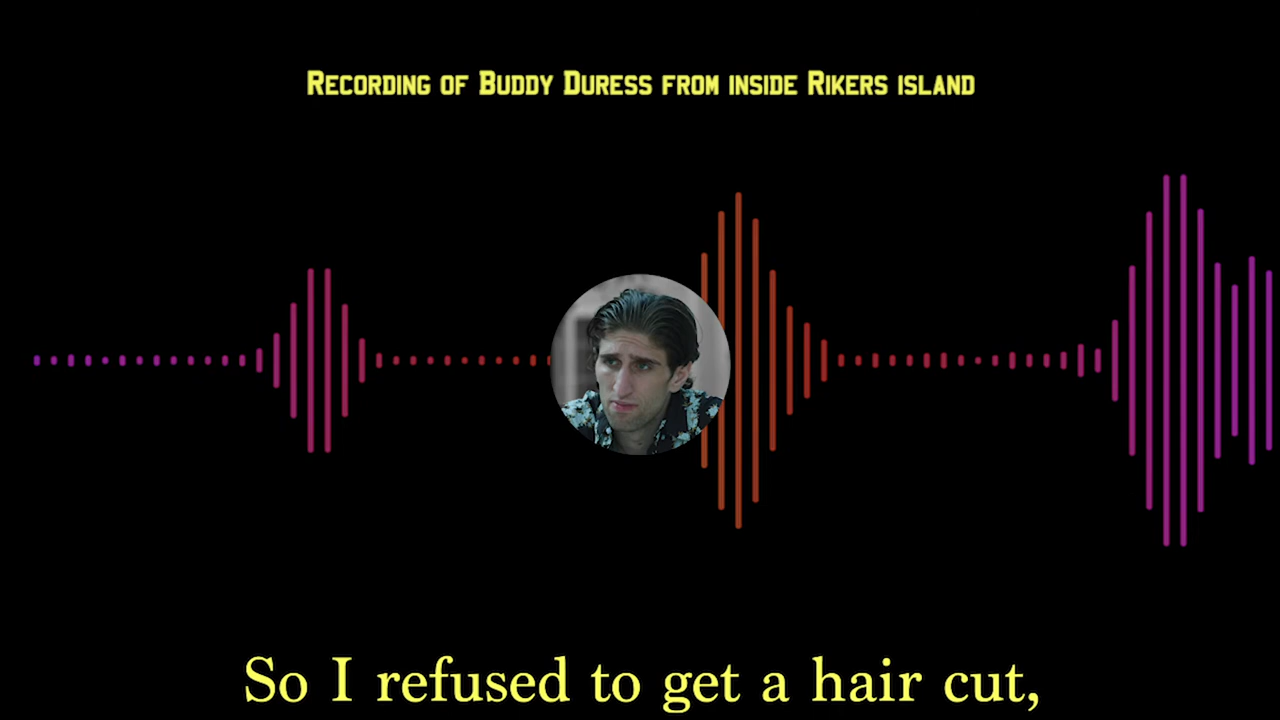 Recording of Buddy Duress from inside Rikers island
So I refused to get a hair cut,